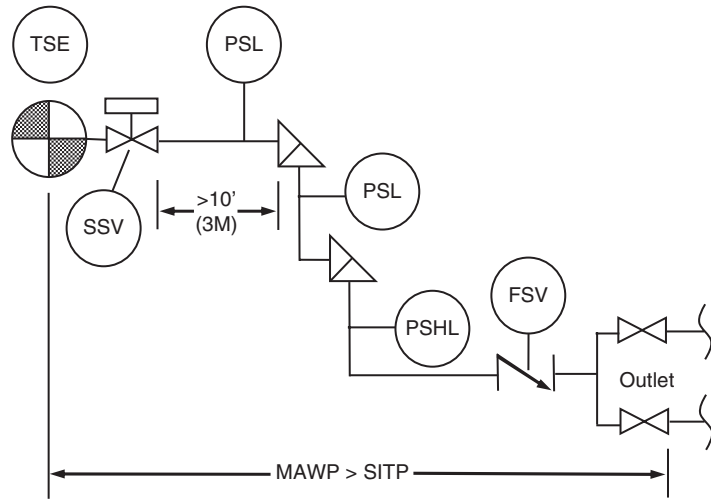 TSE
PSL
>10’
(3M)
SSV
PSL
PSHL
FSV
Outlet
MAWP > SITP